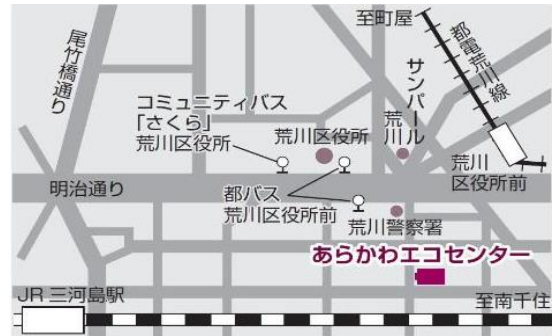 至町屋
都電荒川線
尾竹橋通り
サンパール
荒川
コミュニティバス
「さくら」
荒川区役所
荒川区役所
荒川
区役所前
明治通り
都バス
荒川区役所前
荒川警察署
あらかわエコセンター
JR 三河島駅
至南千住